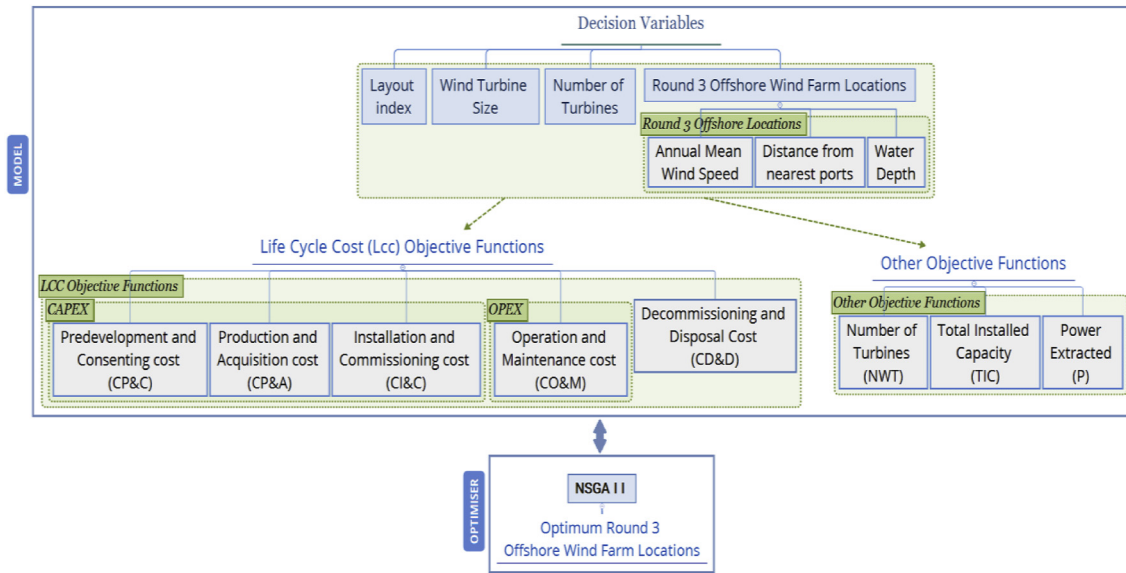 Decision Variables
Layout
index
Wind Turbine
Size
Number of
Turbines
Round 3 Offshore Wind Farm Locations
Round 3 Offshore Locations
Annual Mean
Wind Speed
Distance from
nearest ports
Water
Depth
MODEL
Life Cycle Cost (Lcc) Objective Functions
LCC Objective Functions
CAPEX
Predevelopment and
Consenting cost
(CP&C)
Production and
Acquisition cost
(CP&A)
Installation and
Commissioning cost
(CI&C)
OPEX
Operation and
Maintenance cost
(CO&M)
Decommissioning and
Disposal Cost
(CD&D)
Other Objective Functions
Other Objective Functions
Number of
Turbines
(NWT)
Total Installed
Capacity
(TIC)
Power
Extracted
(P)
OPTIMISER
NSGA I I
Optimum Round 3
Offshore Wind Farm Locations